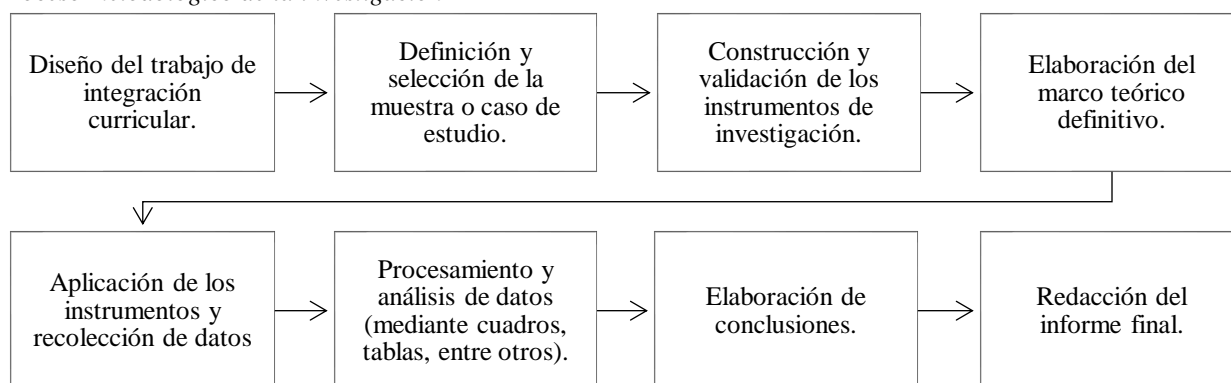 Diseño del trabajo de
integración
curricular.
Definición y
selección de la
muestra o caso de
estudio.
Construcción y
validación de los
instrumentos de
investigación.
Elaboración del
marco teórico
definitivo.
Aplicación de los
instrumentos y
recolección de datos
Procesamiento y
análisis de datos
(mediante cuadros,
tablas, entre otros).
Elaboración de
conclusiones.
Redacción del
informe final.